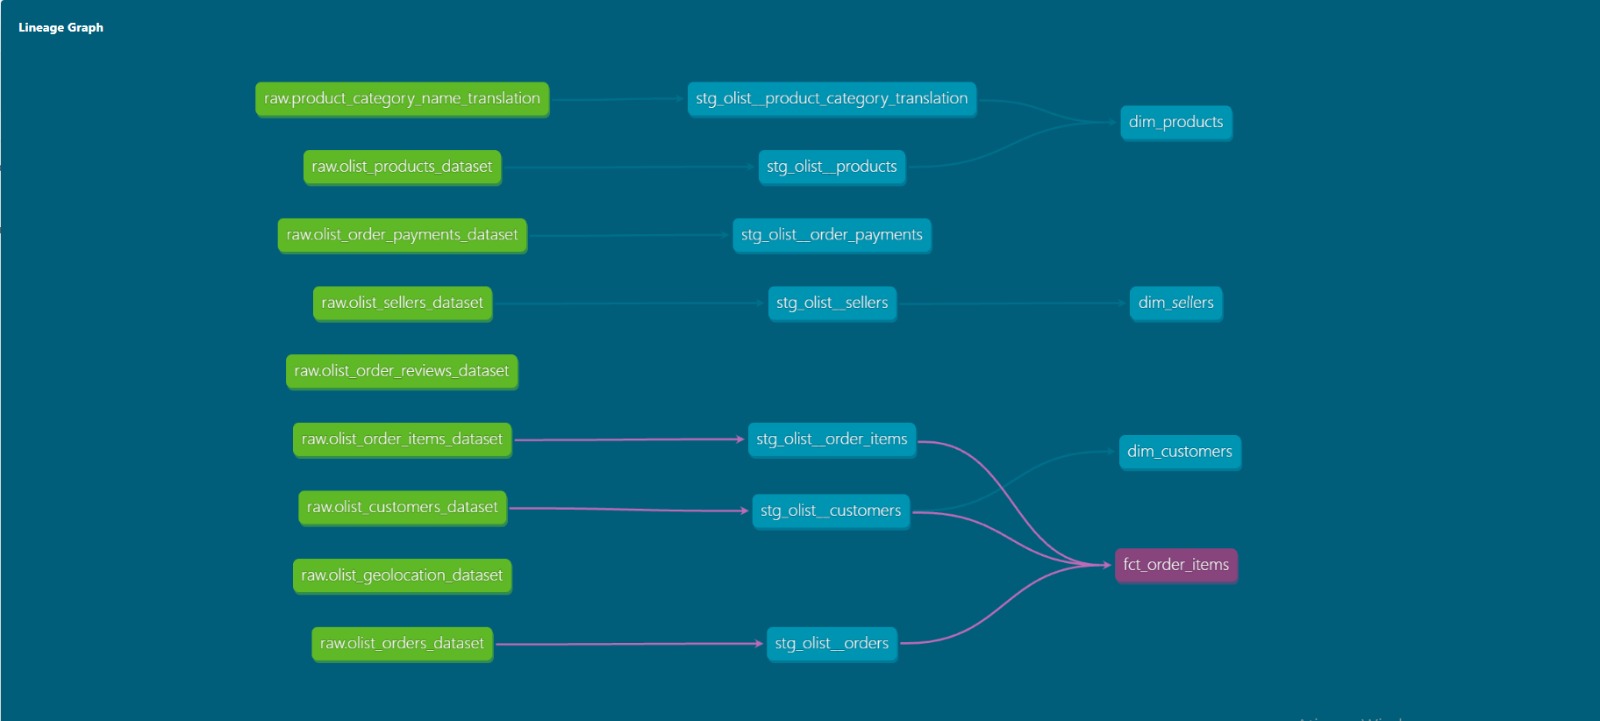 Lineage Graph
raw.product_category_name_translation
stg_olist__product_category_translation
dim_products
raw.olist_products_dataset
stg_olist__products
raw.olist_order_payments_dataset
stg_olist__order_payments
raw.olist_sellers_dataset
stg_olist__sellers
dim_sellers
raw.olist_order_reviews_dataset
raw.olist_order_items_dataset
stg_olist__order_items
dim_customers
raw.olist_customers_dataset
stg_olist__customers
raw.olist_geolocation_dataset
fct_order_items
raw.olist_orders_dataset
stg_olist__orders